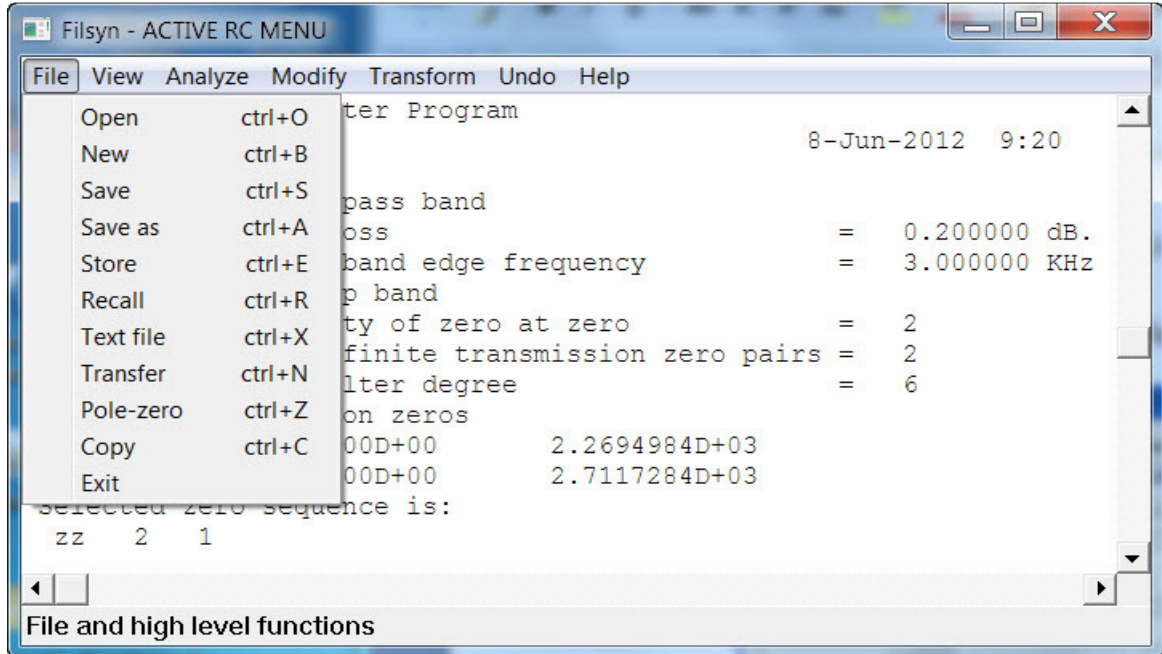 Filsyn - ACTIVE RC MENU
File View Analyze Modify Transform Undo Help
Open ctrl+O
New ctrl+B
Save ctrl+S
Save as ctrl+A
Store ctrl+E
Recall ctrl+R
Text file ctrl+X
Transfer ctrl+N
Pole-zero ctrl+Z
Copy ctrl+C
Exit
ter Program
8-Jun-2012 9:20
pass band
oss = 0.200000 dB.
band edge frequency = 3.000000 KHz
p band
ty of zero at zero = 2
finite transmission zero pairs = 2
lter degree = 6
on zeros
00D+00 2.2694984D+03
00D+00 2.7117284D+03
Selected zero sequence is:
zz 2 1
File and high level functions